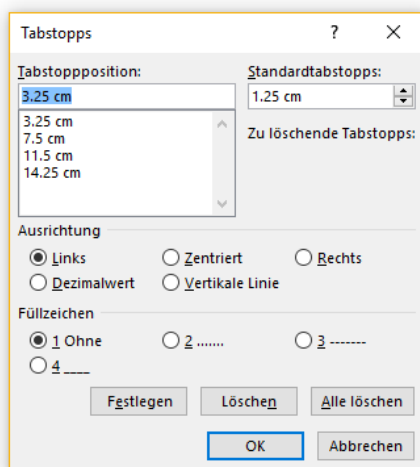 Tabstopps ?
Tabstoppposition: Standardtabstopps:
3.25 cm 1.25 cm
3.25 cm
7.5 cm
11.5 cm
14.25 cm
Zu löschende Tabstopps:
Ausrichtung
Links Zentriert Rechts
Dezimalwert Vertikale Linie
Füllzeichen
1 Ohne 2 ....... 3 -------
4 ____
Festlegen Löschen Alle löschen
OK Abbrechen